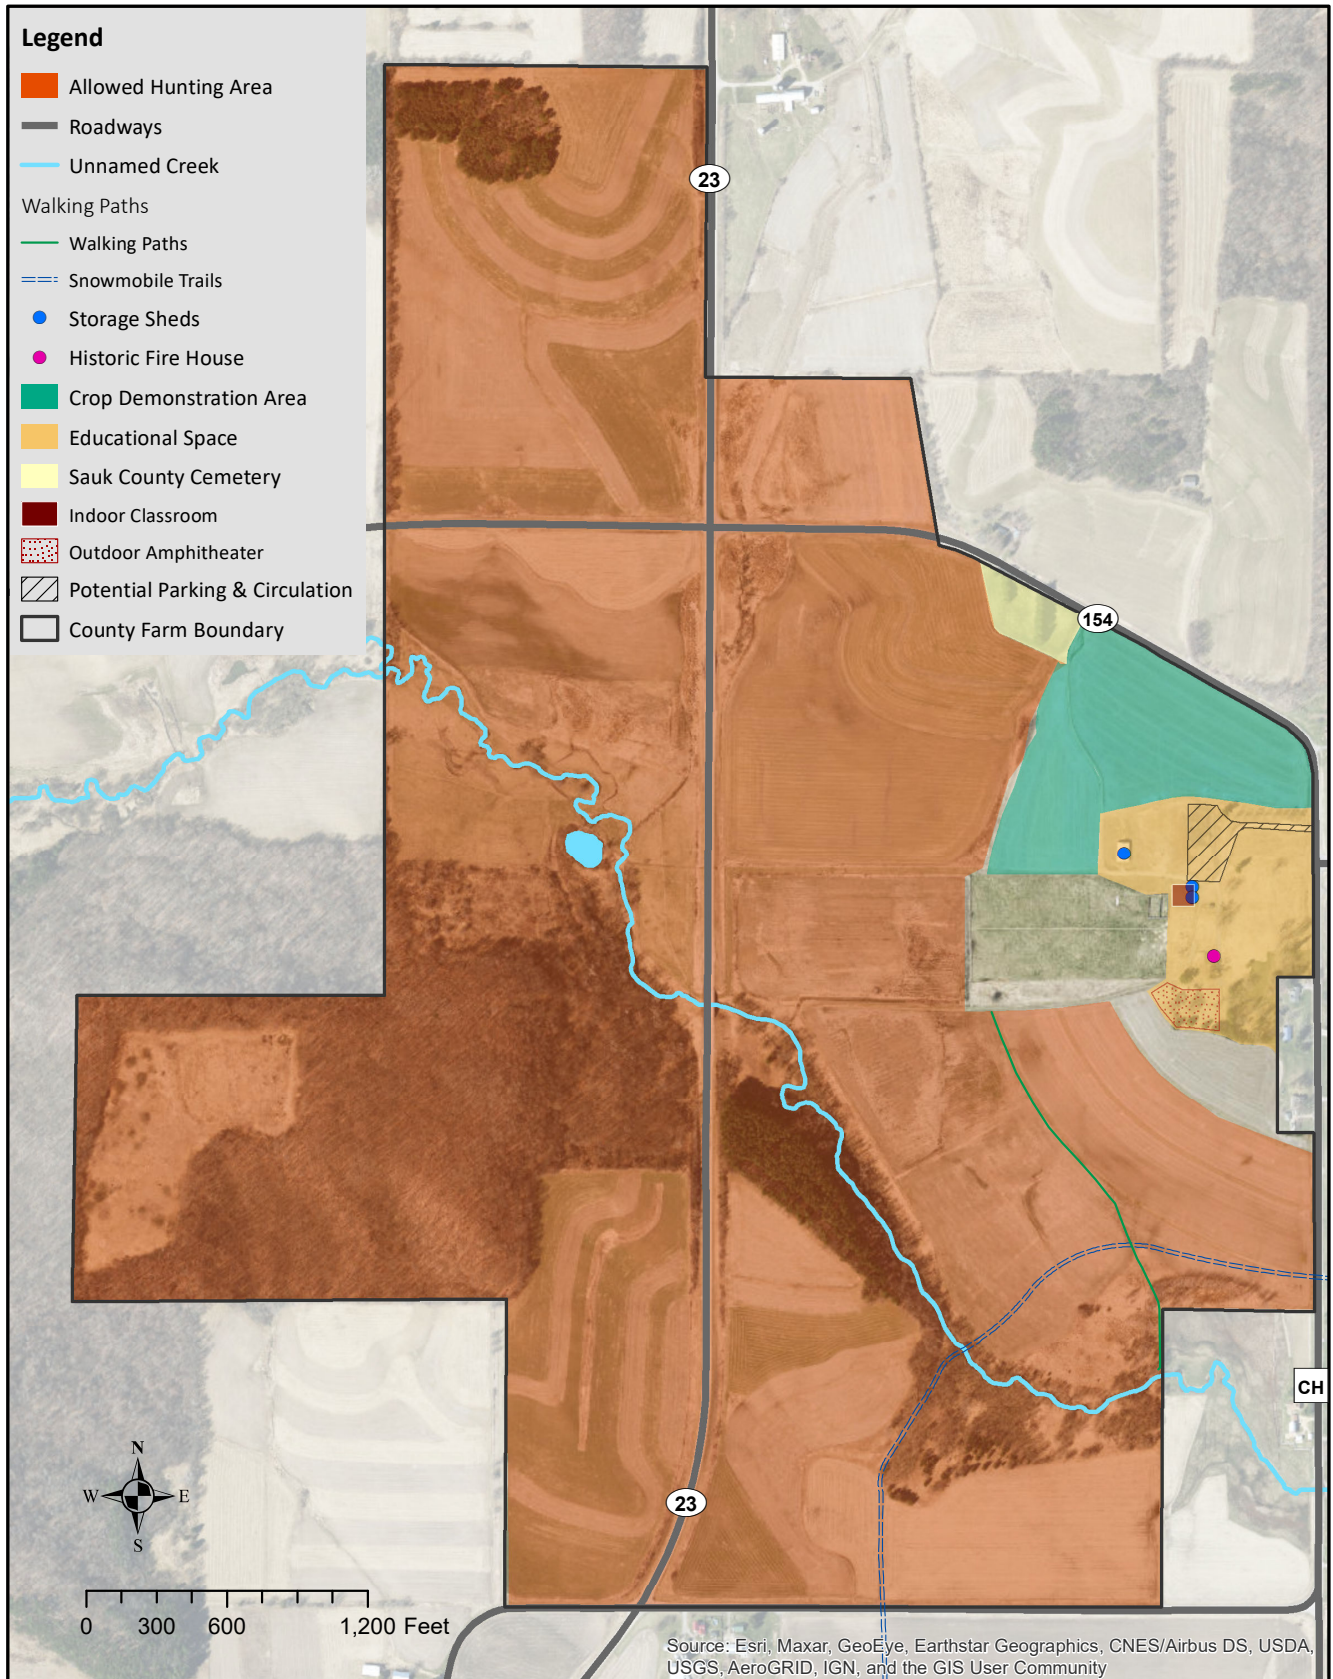 Legend
Allowed Hunting Area
Roadways
Unnamed Creek
Walking Paths
Walking Paths
Snowmobile Trails
Storage Sheds
Historic Fire House
Crop Demonstration Area
Educational Space
Sauk County Cemetery
Indoor Classroom
Outdoor Amphitheater
Potential Parking & Circulation
County Farm Boundary
23
154
CH
23
N
W E
S
0 300 600 1,200 Feet
Source: Esri, Maxar, GeoEye, Earthstar Geographics, CNES/Airbus DS, USDA,
USGS, AeroGRID, IGN, and the GIS User Community